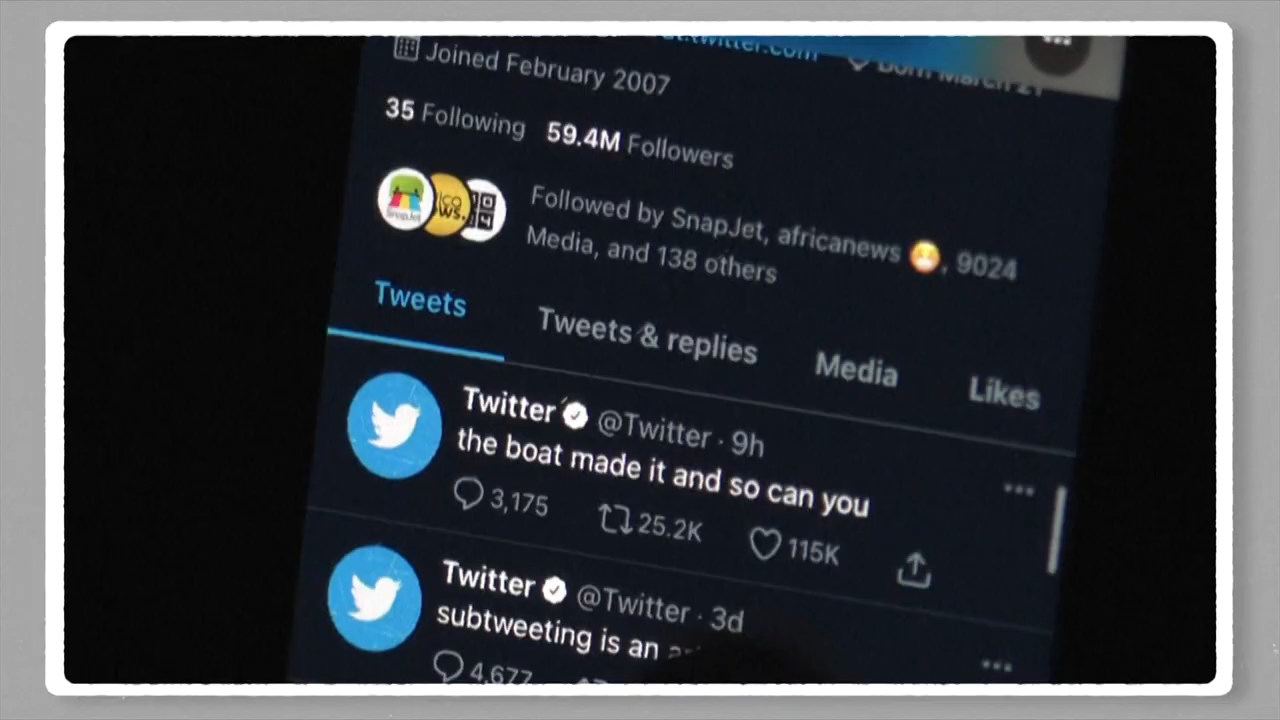 Joined February 2007
35 Following 59.4M Followers
Followed by SnapJet, africanews 😁, 9024
Media, and 138 others
Tweets
Tweets & replies
Media
Likes
Twitter @Twitter · 9h
the boat made it and so can you
3,175 25.2K 115K
Twitter @Twitter · 3d
subtweeting is an
4,677